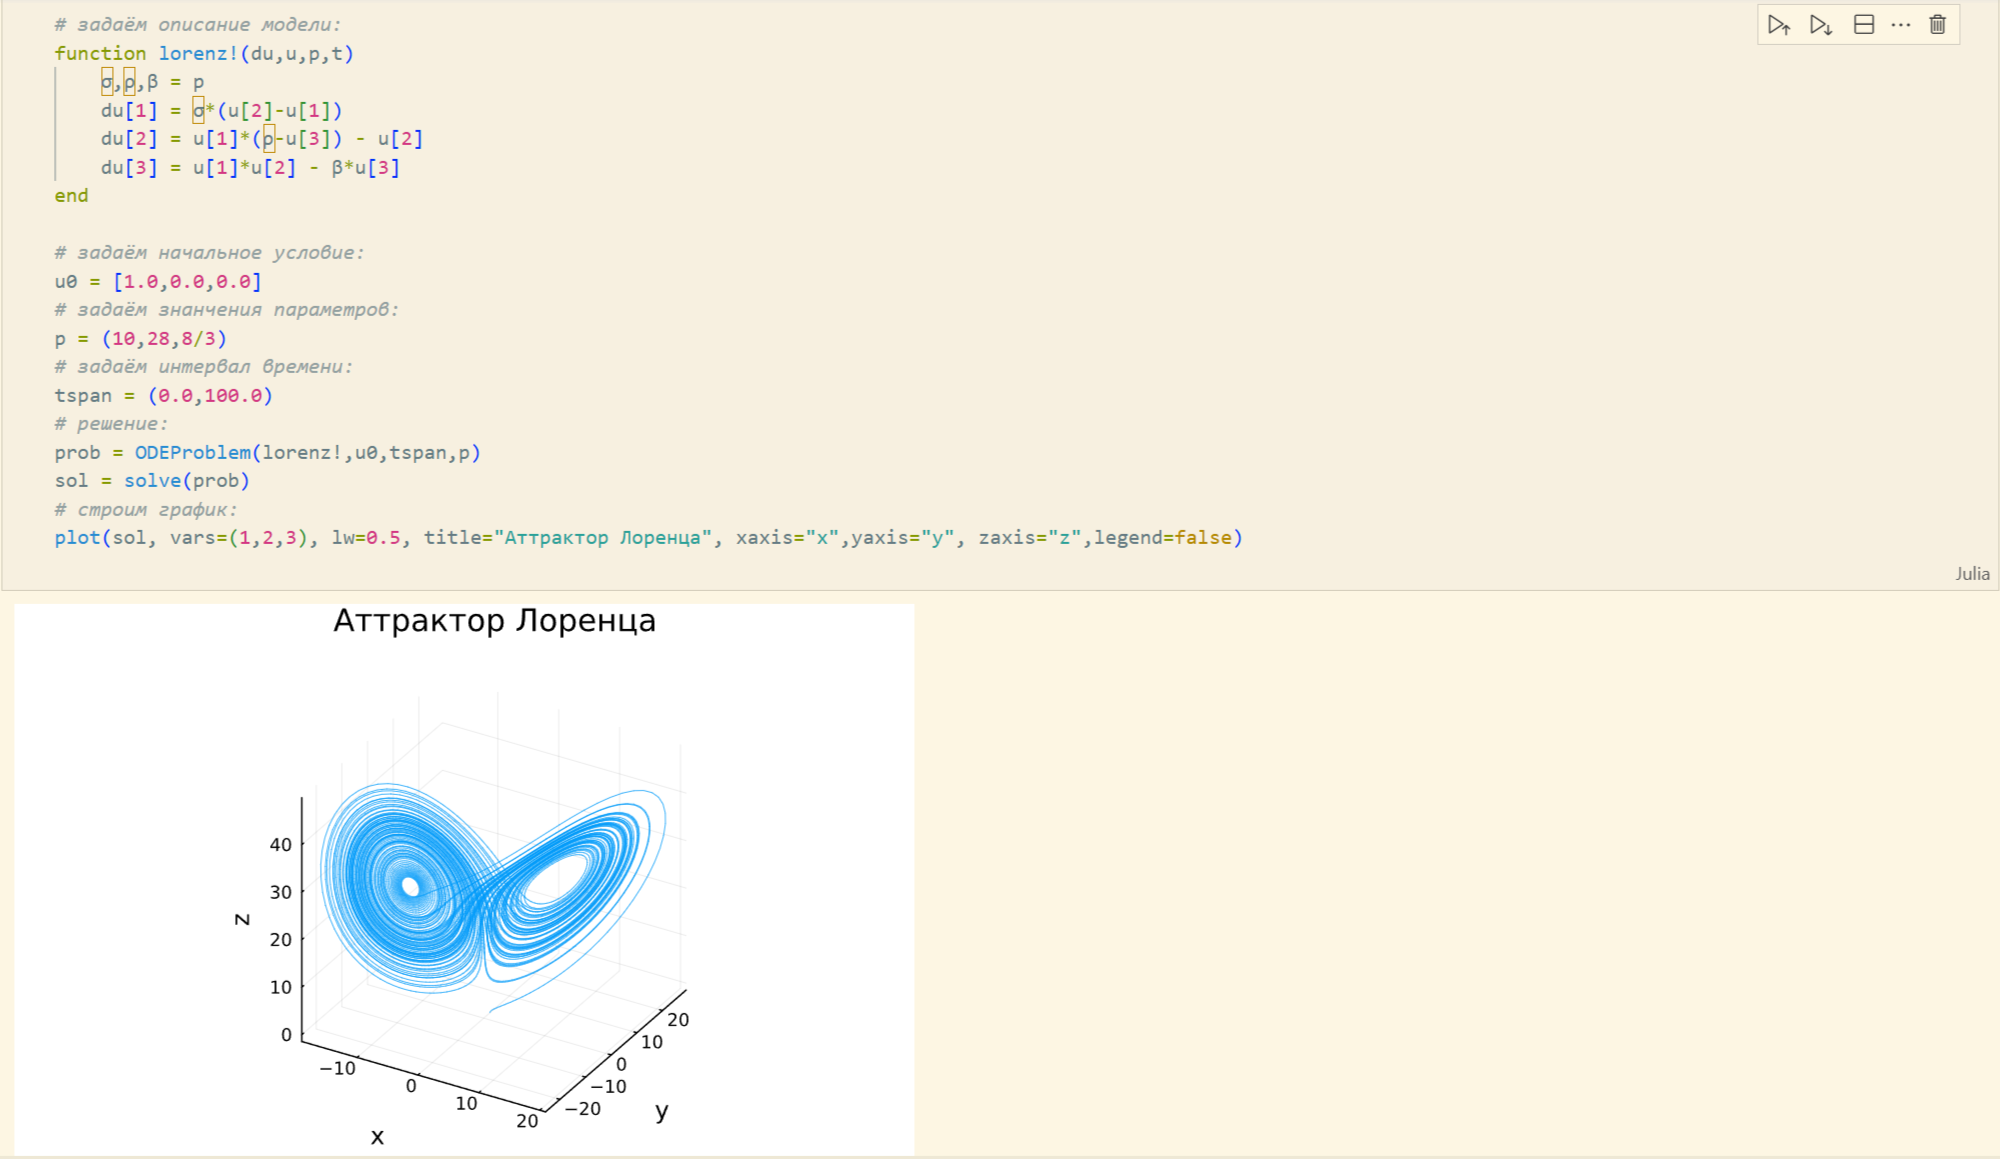 # задаём описание модели:
function lorenz!(du,u,p,t)
    σ,ρ,β = p
    du[1] = σ*(u[2]-u[1])
    du[2] = u[1]*(ρ-u[3]) - u[2]
    du[3] = u[1]*u[2] - β*u[3]
end
# задаём начальное условие:
u0 = [1.0,0.0,0.0]
# задаём знанчения параметров:
p = (10,28,8/3)
# задаём интервал времени:
tspan = (0.0,100.0)
# решение:
prob = ODEProblem(lorenz!,u0,tspan,p)
sol = solve(prob)
# строим график:
plot(sol, vars=(1,2,3), lw=0.5, title="Аттрактор Лоренца", xaxis="x",yaxis="y", zaxis="z",legend=false)
Julia
Аттрактор Лоренца
40
30
z
20
10
0
20
10
0
−10
−20
y
−10
0
10
20
x